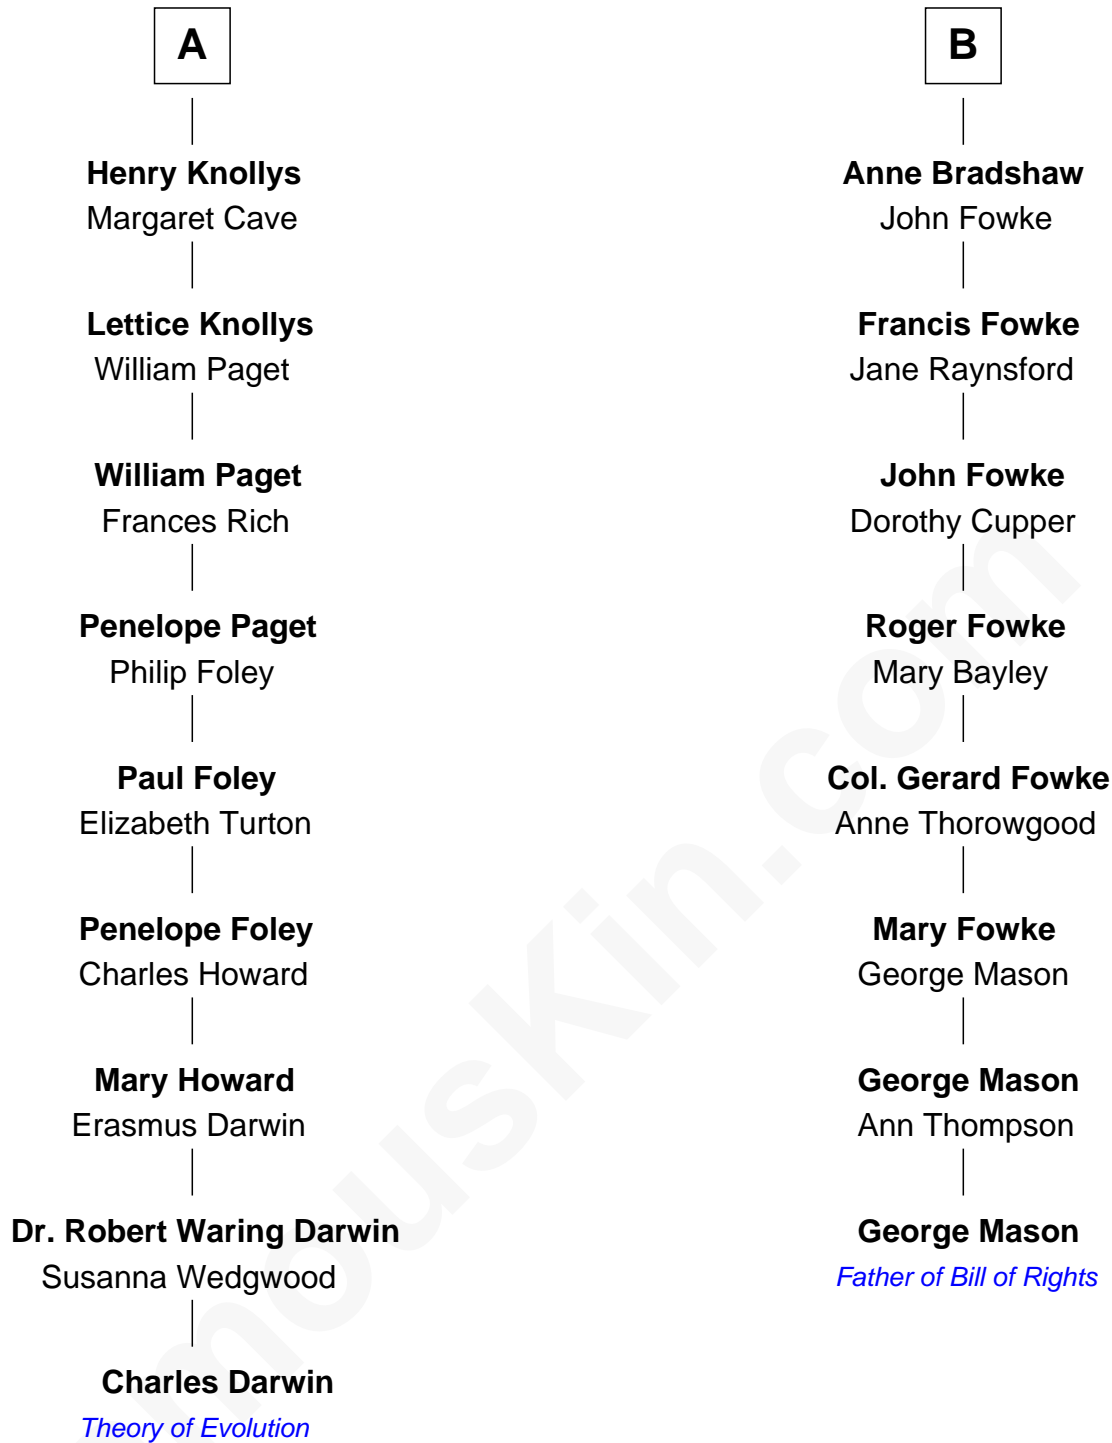 A
Henry Knollys
Margaret Cave
Lettice Knollys
William Paget
William Paget
Frances Rich
Penelope Paget
Philip Foley
Paul Foley
Elizabeth Turton
Penelope Foley
Charles Howard
Mary Howard
Erasmus Darwin
Dr. Robert Waring Darwin
Susanna Wedgwood
Charles Darwin
Theory of Evolution
B
Anne Bradshaw
John Fowke
Francis Fowke
Jane Raynsford
John Fowke
Dorothy Cupper
Roger Fowke
Mary Bayley
Col. Gerard Fowke
Anne Thorowgood
Mary Fowke
George Mason
George Mason
Ann Thompson
George Mason
Father of Bill of Rights
mousKin.com